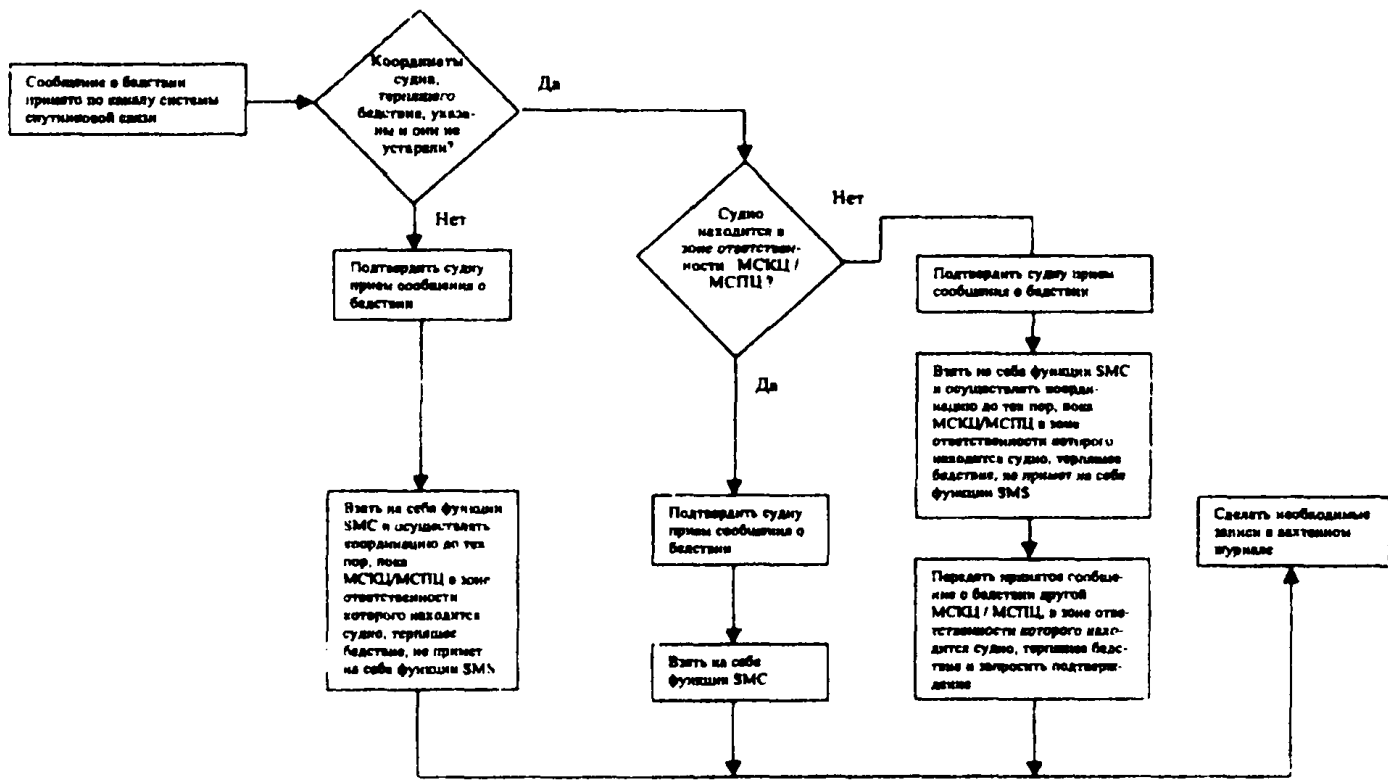 Сообщение о бедствии
принято по каналу системы
спутниковой связи
Координаты
судна,
терпящего
бедствие, указа-
ны и они не
устарели?
Да
Нет
Подтвердить судну
прием сообщения о
бедствии
Взять на себя функции
SMC и осуществлять
координацию до тех
пор, пока
МСКЦ/МСПЦ в зоне
ответственности
которого находится
судно, терпящее
бедствие, не примет
на себя функции SMS
Судно
находится в
зоне ответствен-
ности МСКЦ /
МСПЦ ?
Да
Подтвердить судну
прием сообщения о
бедствии
Взять на себя
функции SMC
Нет
Подтвердить судну прием
сообщения о бедствии
Взять на себя функции SMC
и осуществлять коорди-
нацию до тех пор, пока
МСКЦ/МСПЦ в зоне
ответственности которого
находится судно, терпящее
бедствия, не примет на себя
функции SMS
Передать принятое сообще-
ние о бедствии другой
МСКЦ / МСПЦ, в зоне отве-
тственности которого нахо-
дится судно, терпящее бедс-
твие и запросить подтверж-
дение
Сделать необходимые
записи в вахтенном
журнале